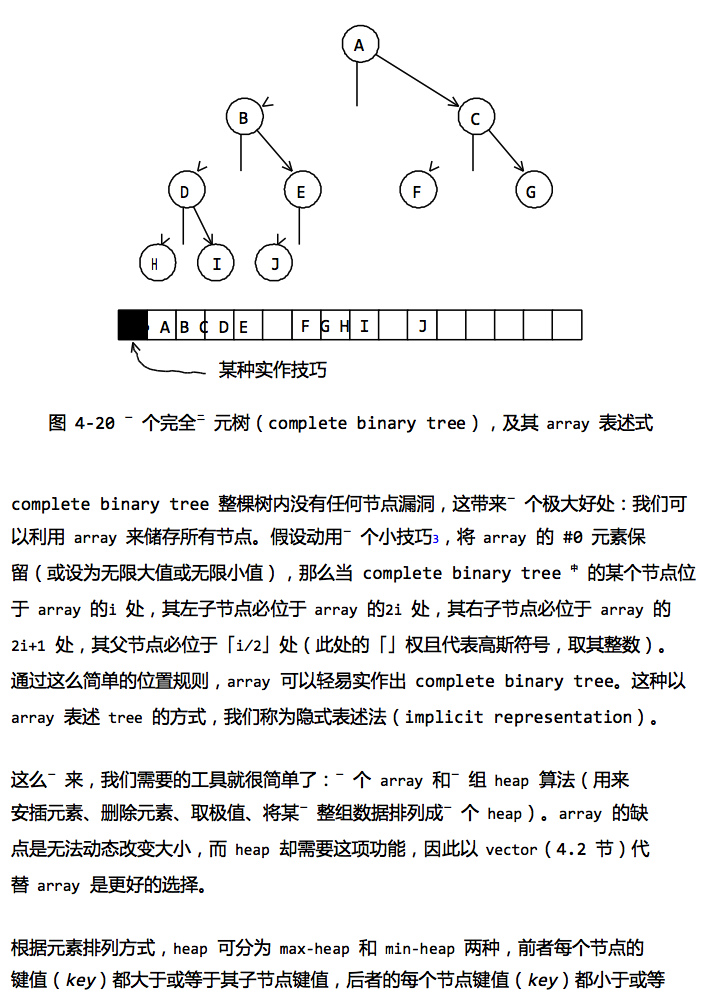 A
B
C
D
E
F
G
H
I
J
A B C D E F G H I J
某种实作技巧
图 4-20 一 个完全二 元树（complete binary tree），及其 array 表述式
complete binary tree 整棵树内没有任何节点漏洞，这带来一 个极大好处：我们可
以利用 array 来储存所有节点。假设动用一 个小技巧3，将 array 的 #0 元素保
留（或设为无限大值或无限小值），那么当 complete binary tree 中 的某个节点位
于 array 的i 处，其左子节点必位于 array 的2i 处，其右子节点必位于 array 的
2i+1 处，其父节点必位于「i/2」处（此处的「」权且代表高斯符号，取其整数）。
通过这么简单的位置规则，array 可以轻易实作出 complete binary tree。这种以
array 表述 tree 的方式，我们称为隐式表述法（implicit representation）。
这么一 来，我们需要的工具就很简单了：一 个 array 和一 组 heap 算法（用来
安插元素、删除元素、取极值、将某一 整组数据排列成一 个 heap）。array 的缺
点是无法动态改变大小，而 heap 却需要这项功能，因此以 vector（4.2 节）代
替 array 是更好的选择。
根据元素排列方式，heap 可分为 max-heap 和 min-heap 两种，前者每个节点的
键值（key）都大于或等于其子节点键值，后者的每个节点键值（key）都小于或等